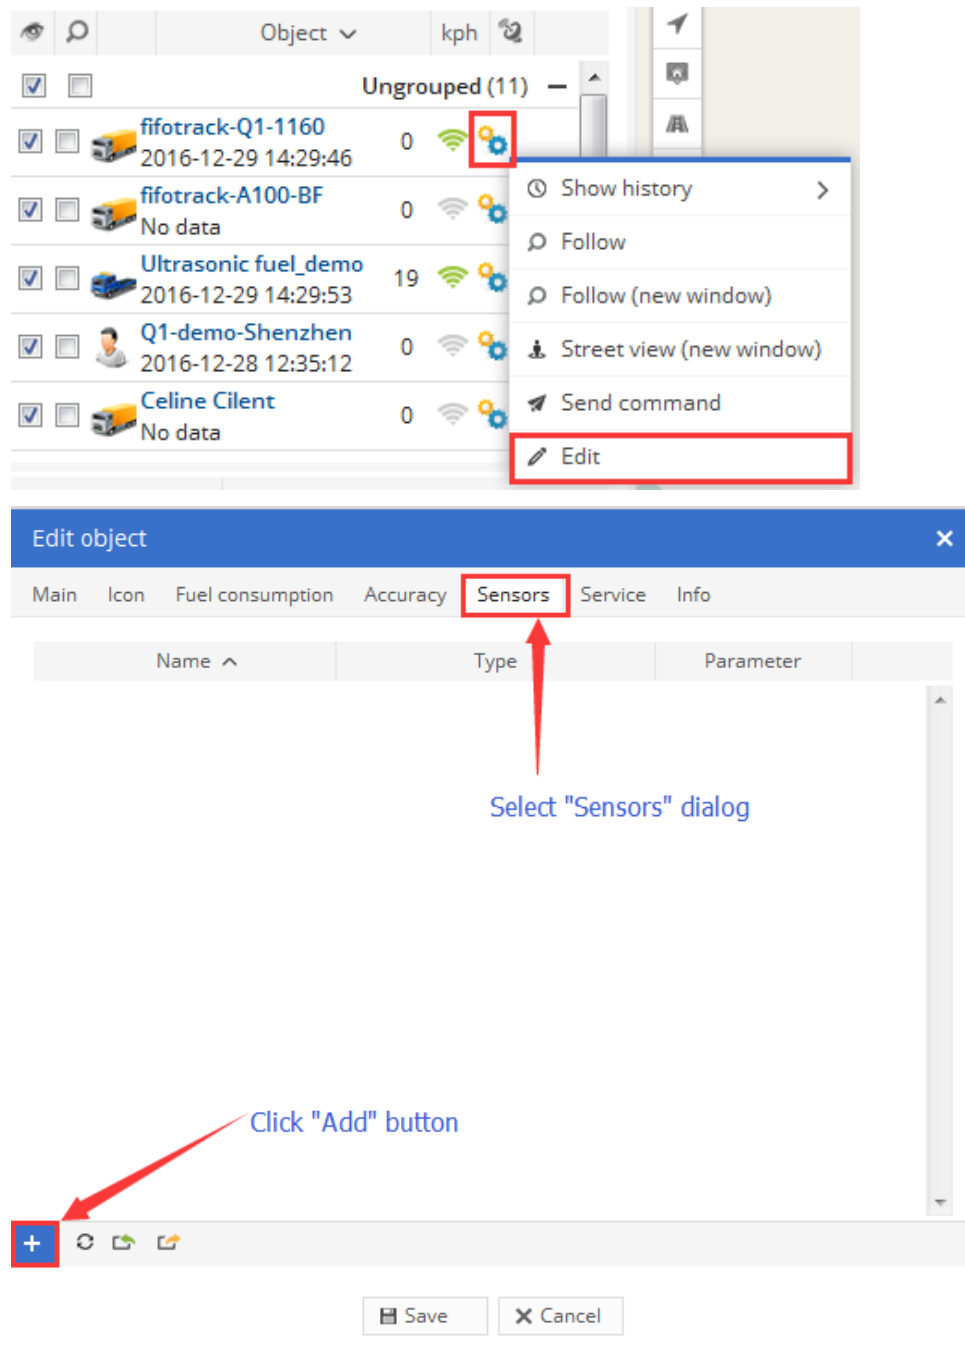 Object kph
Ungrouped (11)
fifotrack-Q1-1160
2016-12-29 14:29:46 0
fifotrack-A100-BF
No data 0
Ultrasonic fuel_demo
2016-12-29 14:29:53 19
Q1-demo-Shenzhen
2016-12-28 12:35:12 0
Celine Cilent
No data 0
Show history
Follow
Follow (new window)
Street view (new window)
Send command
Edit
Edit object
Main Icon Fuel consumption Accuracy Sensors Service Info
Name Type Parameter
Select "Sensors" dialog
Click "Add" button
Save Cancel